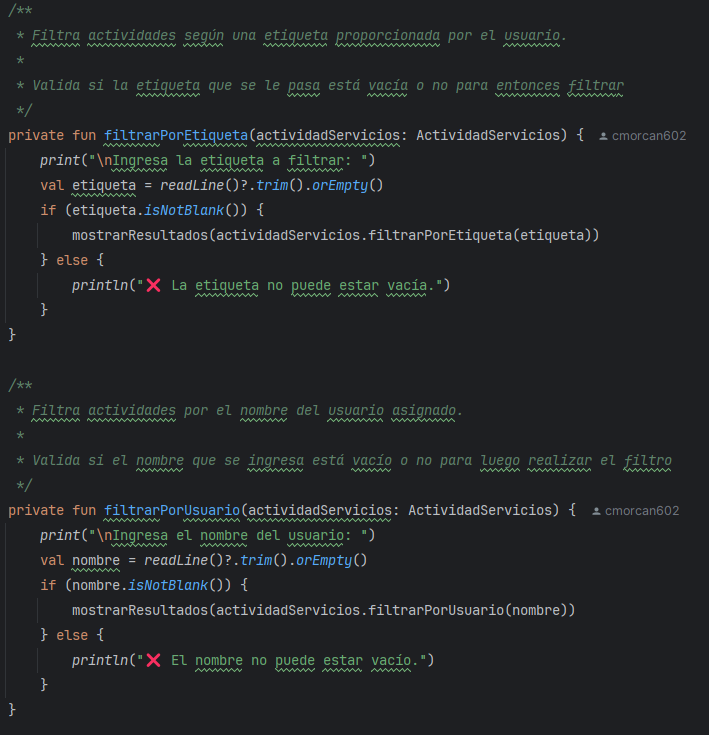 /**
 * Filtra actividades según una etiqueta proporcionada por el usuario.
 *
 * Valida si la etiqueta que se le pasa está vacía o no para entonces filtrar
 */
private fun filtrarPorEtiqueta(actividadServicios: ActividadServicios) { cmorcan602
    print("\nIngresa la etiqueta a filtrar: ")
    val etiqueta = readLine()?.trim().orEmpty()
    if (etiqueta.isNotBlank()) {
        mostrarResultados(actividadServicios.filtrarPorEtiqueta(etiqueta))
    } else {
        println("❌ La etiqueta no puede estar vacía.")
    }
}
/**
 * Filtra actividades por el nombre del usuario asignado.
 *
 * Valida si el nombre que se ingresa está vacío o no para luego realizar el filtro
 */
private fun filtrarPorUsuario(actividadServicios: ActividadServicios) { cmorcan602
    print("\nIngresa el nombre del usuario: ")
    val nombre = readLine()?.trim().orEmpty()
    if (nombre.isNotBlank()) {
        mostrarResultados(actividadServicios.filtrarPorUsuario(nombre))
    } else {
        println("❌ El nombre no puede estar vacío.")
    }
}